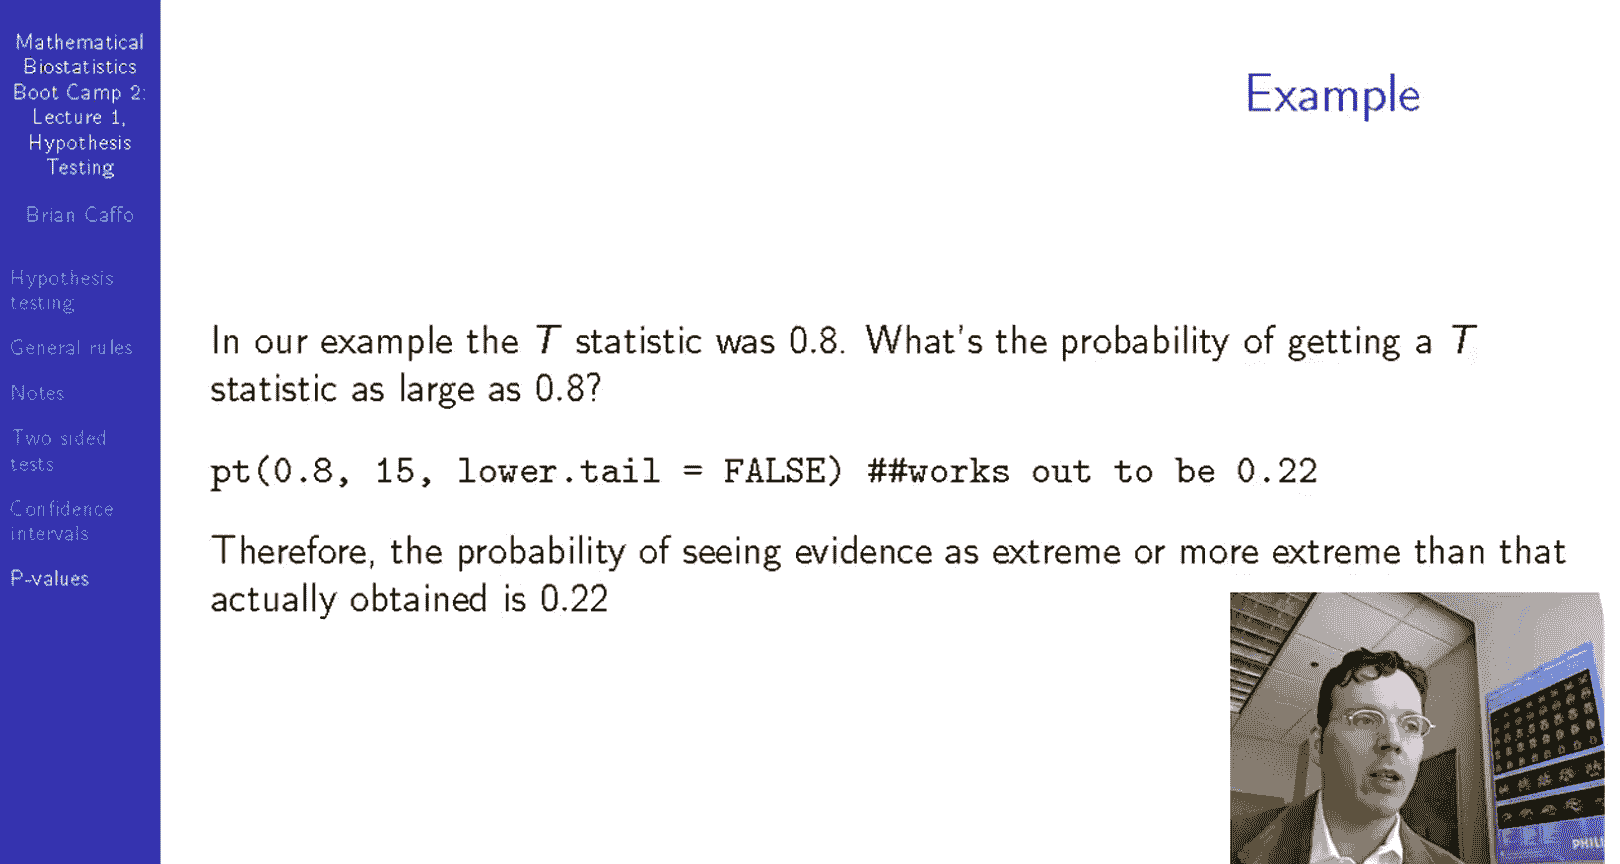 Mathematical
Biostatistics
Boot Camp 2:
Lecture 1,
Hypothesis
Testing
Brian Caffo
Hypothesis
testing
General rules
Notes
Two sided
tests
Confidence
intervals
P-values
Example
In our example the T statistic was 0.8. What's the probability of getting a T
statistic as large as 0.8?
pt(0.8, 15, lower.tail = FALSE) ##works out to be 0.22
Therefore, the probability of seeing evidence as extreme or more extreme than that
actually obtained is 0.22
PHIL